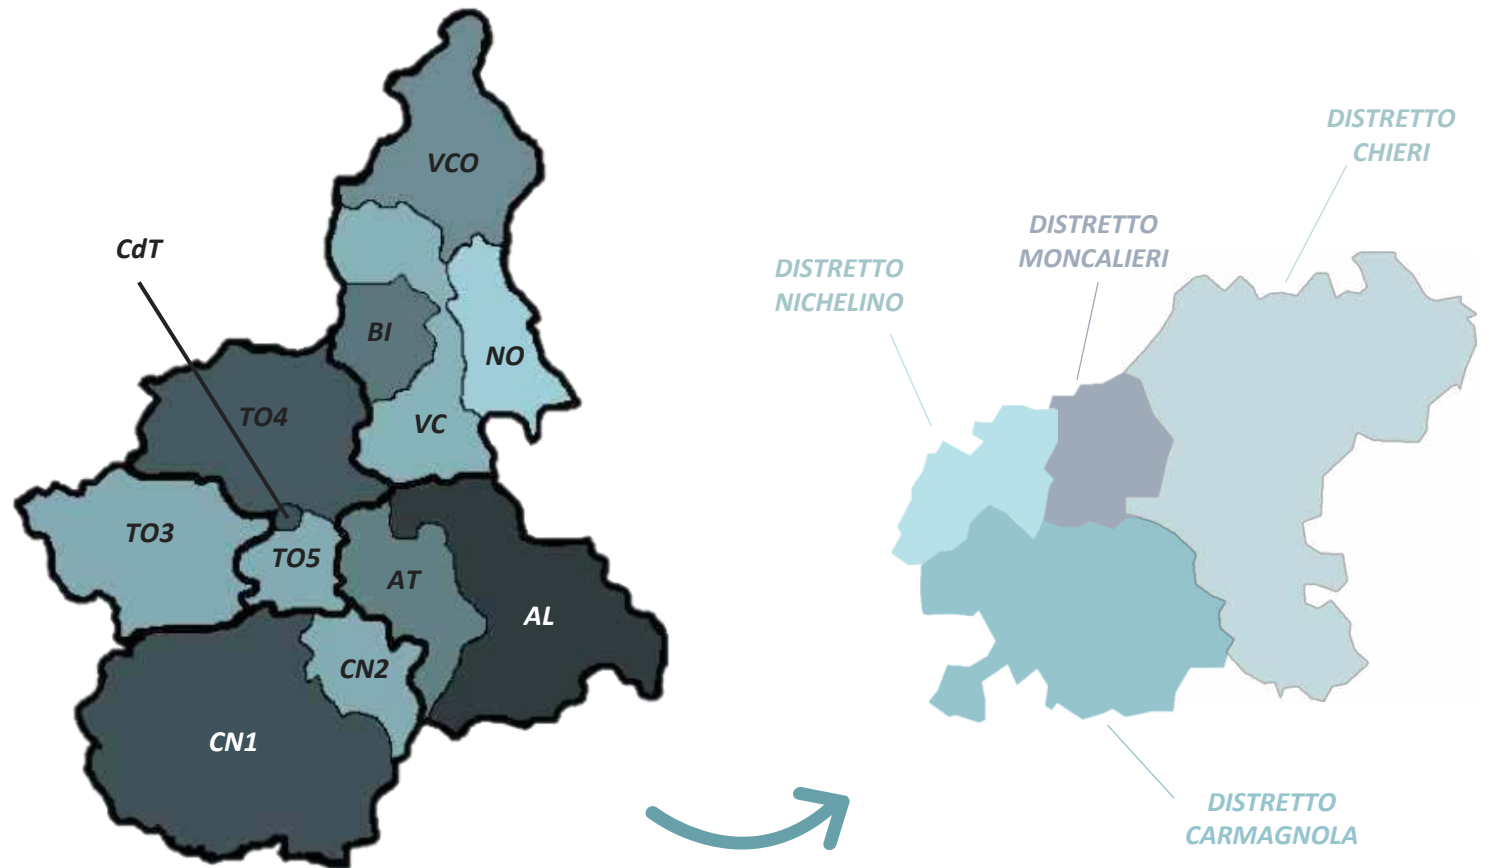 VCO
CdT
BI
NO
TO4
VC
TO3
TO5
AT
AL
CN2
CN1
DISTRETTO
CHIERI
DISTRETTO
MONCALIERI
DISTRETTO
NICHELINO
DISTRETTO
CARMAGNOLA